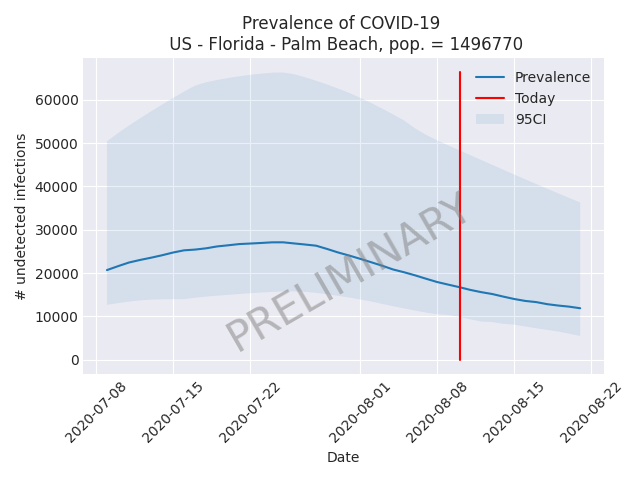 Prevalence of COVID-19
US - Florida - Palm Beach, pop. = 1496770
Prevalence
Today
95CI
# undetected infections
60000
50000
40000
30000
20000
10000
0
PRELIMINARY
2020-07-08
2020-07-15
2020-07-22
2020-08-01
2020-08-08
2020-08-15
2020-08-22
Date